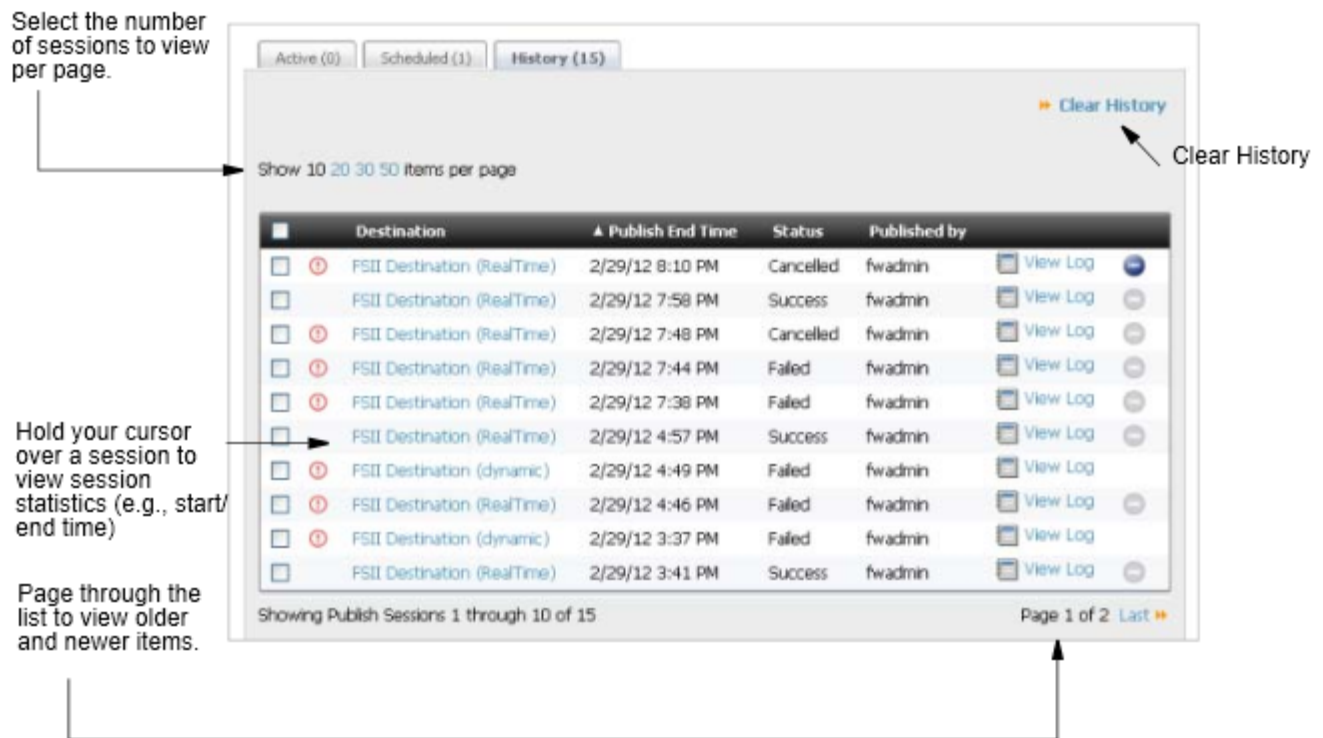 Select the number
of sessions to view
per page.
Active (0) Scheduled (1) History (15)
Clear History
Clear History
Show 10 20 30 50 items per page
Destination ▲ Publish End Time Status Published by
FSII Destination (RealTime) 2/29/12 8:10 PM Cancelled fwadmin View Log
FSII Destination (RealTime) 2/29/12 7:58 PM Success fwadmin View Log
FSII Destination (RealTime) 2/29/12 7:48 PM Cancelled fwadmin View Log
FSII Destination (RealTime) 2/29/12 7:44 PM Failed fwadmin View Log
FSII Destination (RealTime) 2/29/12 7:38 PM Failed fwadmin View Log
FSII Destination (RealTime) 2/29/12 4:57 PM Success fwadmin View Log
FSII Destination (dynamic) 2/29/12 4:49 PM Failed fwadmin View Log
FSII Destination (RealTime) 2/29/12 4:46 PM Failed fwadmin View Log
FSII Destination (dynamic) 2/29/12 3:37 PM Failed fwadmin View Log
FSII Destination (RealTime) 2/29/12 3:41 PM Success fwadmin View Log
Hold your cursor
over a session to
view session
statistics (e.g., start/
end time)
Page through the
list to view older
and newer items.
Showing Publish Sessions 1 through 10 of 15
Page 1 of 2 Last